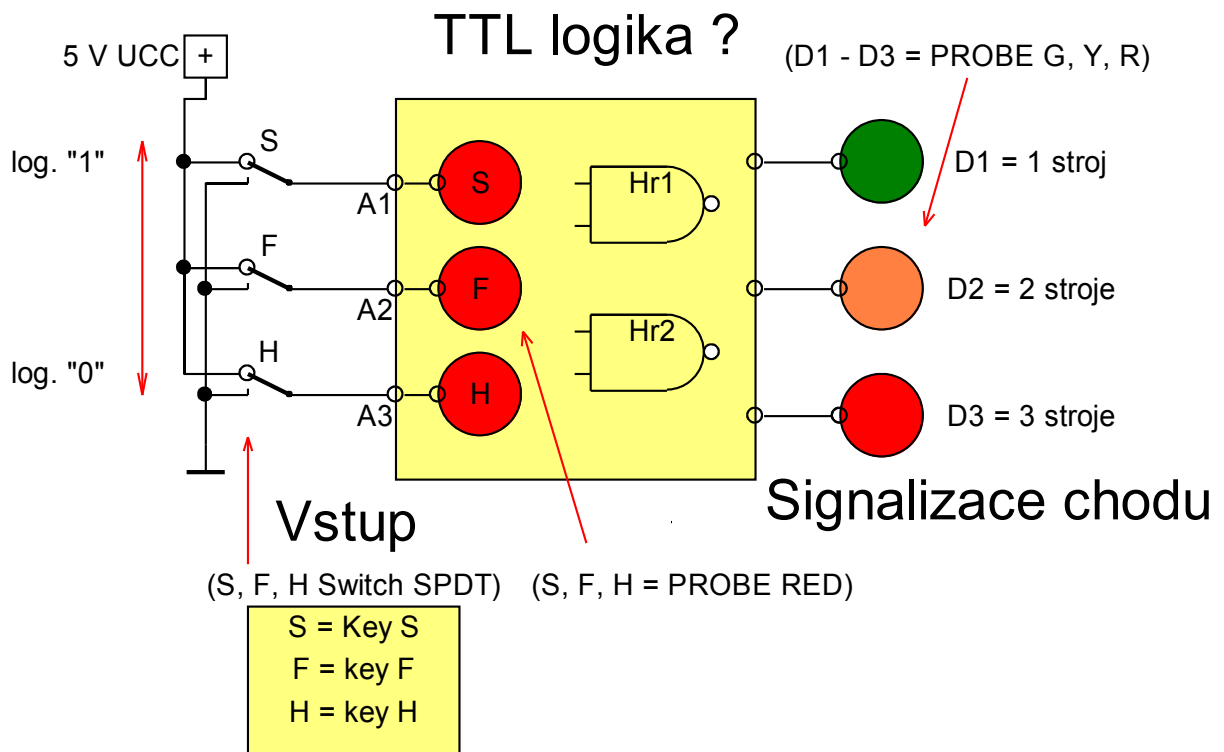 TTL logika ?
5 V UCC
+
(D1 - D3 = PROBE G, Y, R)
log. "1"
S
A1
S
Hr1
D1 = 1 stroj
F
A2
F
D2 = 2 stroje
Hr2
log. "0"
H
A3
H
D3 = 3 stroje
Vstup
Signalizace chodu
(S, F, H Switch SPDT)
(S, F, H = PROBE RED)
S = Key S
F = key F
H = key H